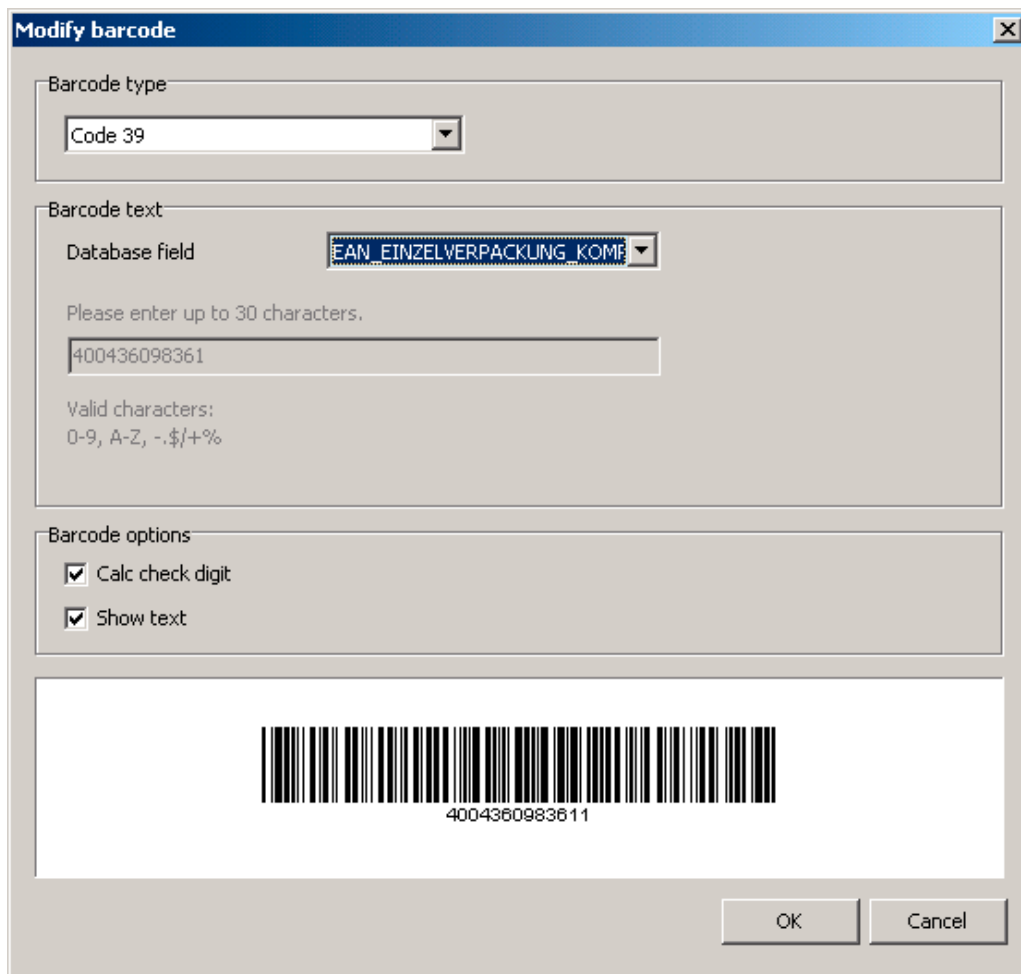 Modify barcode
Barcode type
Code 39
Barcode text
Database field
EAN_EINZELVERPACKUNG_KOMP
Please enter up to 30 characters.
400436098361
Valid characters:
0-9, A-Z, -.$/+%
Barcode options
Calc check digit
Show text
4004360983611
OK
Cancel